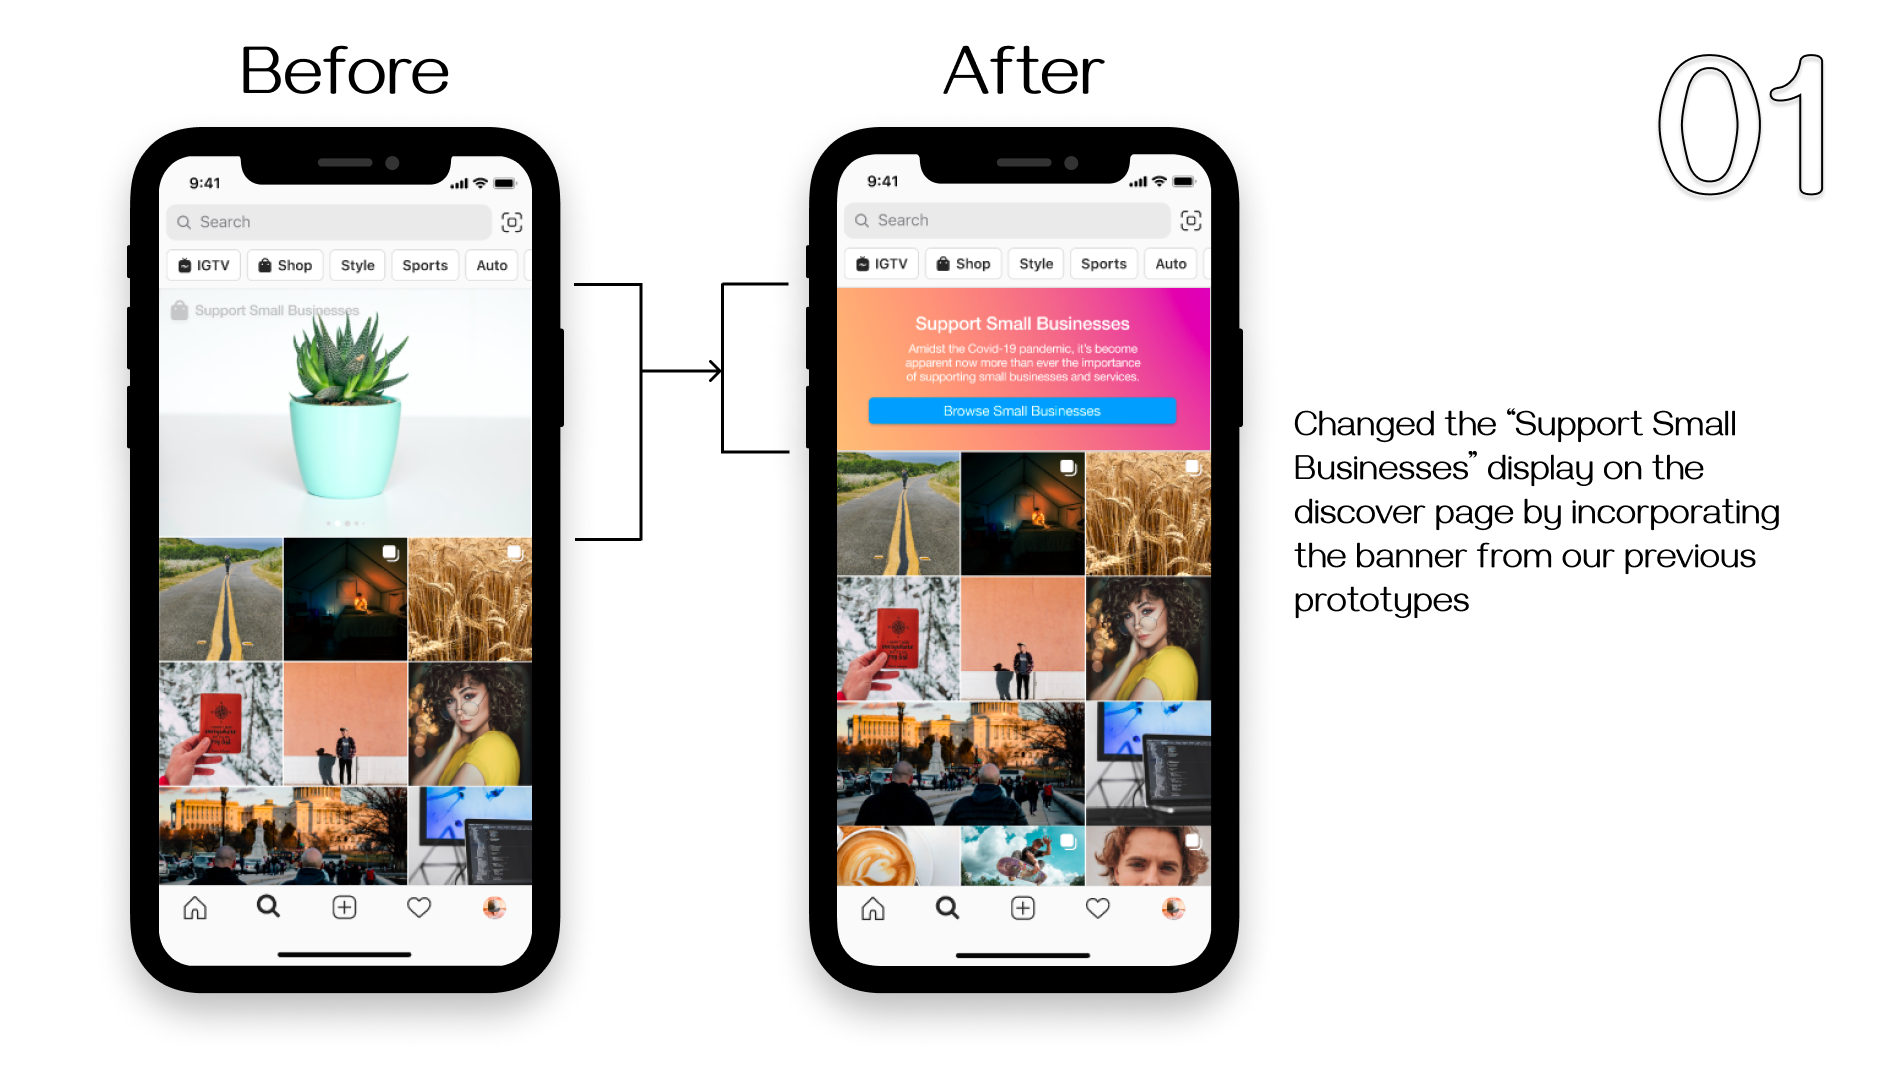 Before
After
01
9:41
Search
IGTV
Shop
Style
Sports
Auto
Support Small Businesses
9:41
Search
IGTV
Shop
Style
Sports
Auto
Support Small Businesses
Amidst the Covid-19 pandemic, it's become
apparent now more than ever the importance
of supporting small businesses and services.
Browse Small Businesses
Changed the “Support Small
Businesses” display on the
discover page by incorporating
the banner from our previous
prototypes